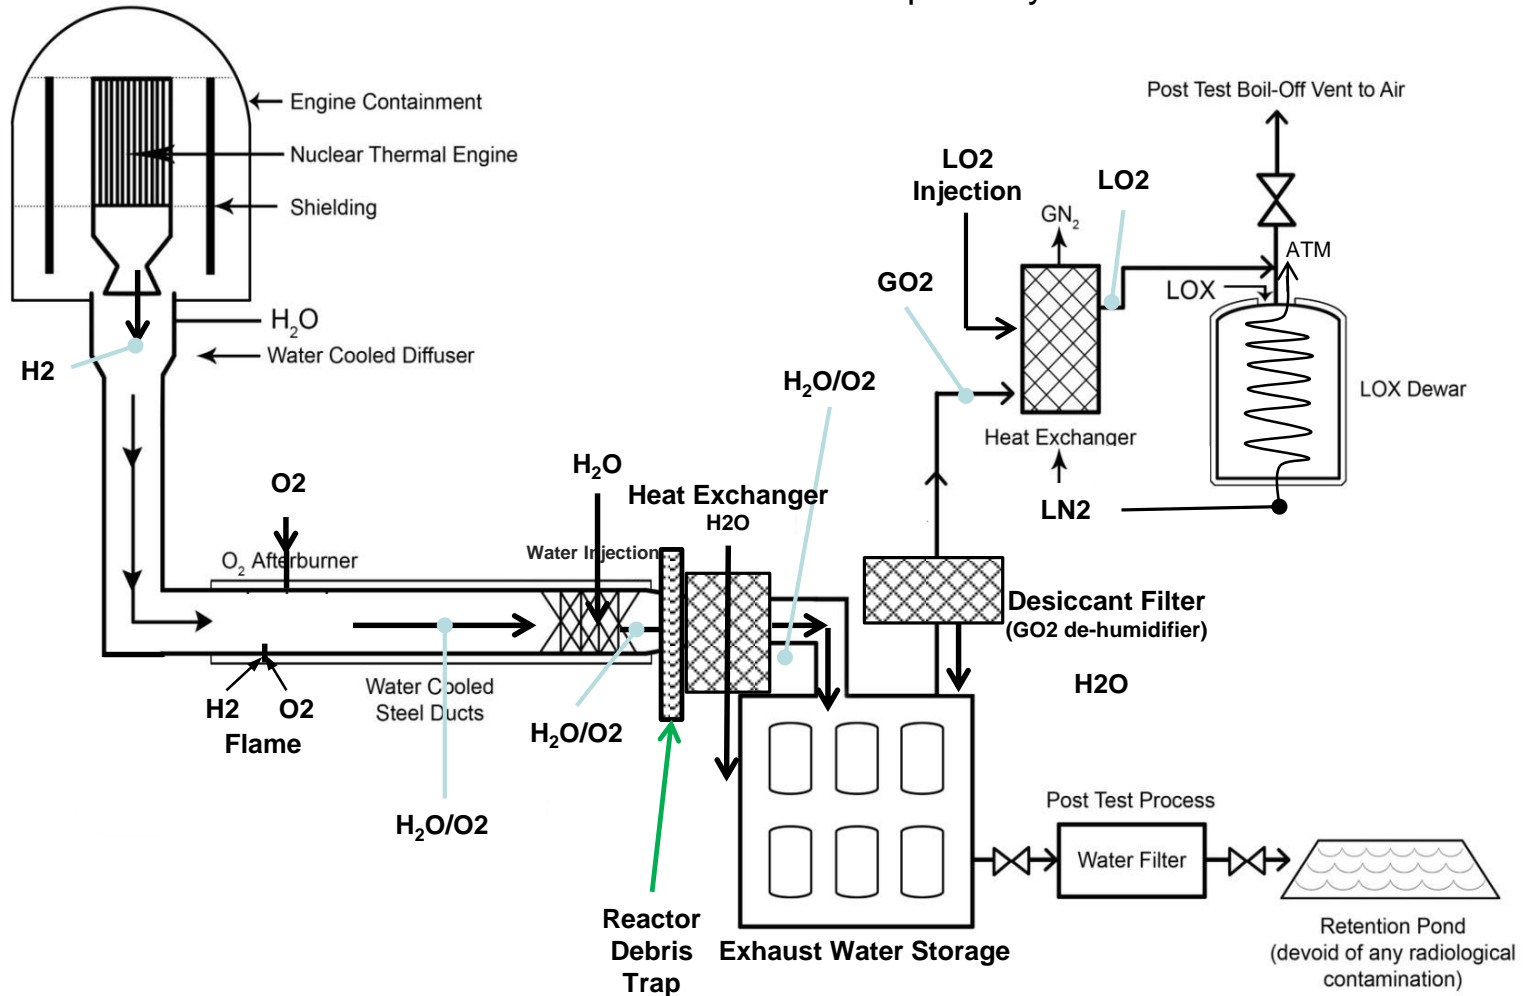 Engine Containment
Nuclear Thermal Engine
Shielding
H₂O
Water Cooled Diffuser
H2
O2
O₂ Afterburner
H2 O2
Flame
Water Cooled
Steel Ducts
H₂O/O2
H₂O
Water Injection
H₂O/O2
Heat Exchanger
H2O
H₂O/O2
Reactor
Debris
Trap
Exhaust Water Storage
Desiccant Filter
(GO2 de-humidifier)
H2O
GO2
LO2
Injection
GN₂
LO2
Heat Exchanger
LN2
Post Test Boil-Off Vent to Air
ATM
LOX
LOX Dewar
Post Test Process
Water Filter
Retention Pond
(devoid of any radiological
contamination)